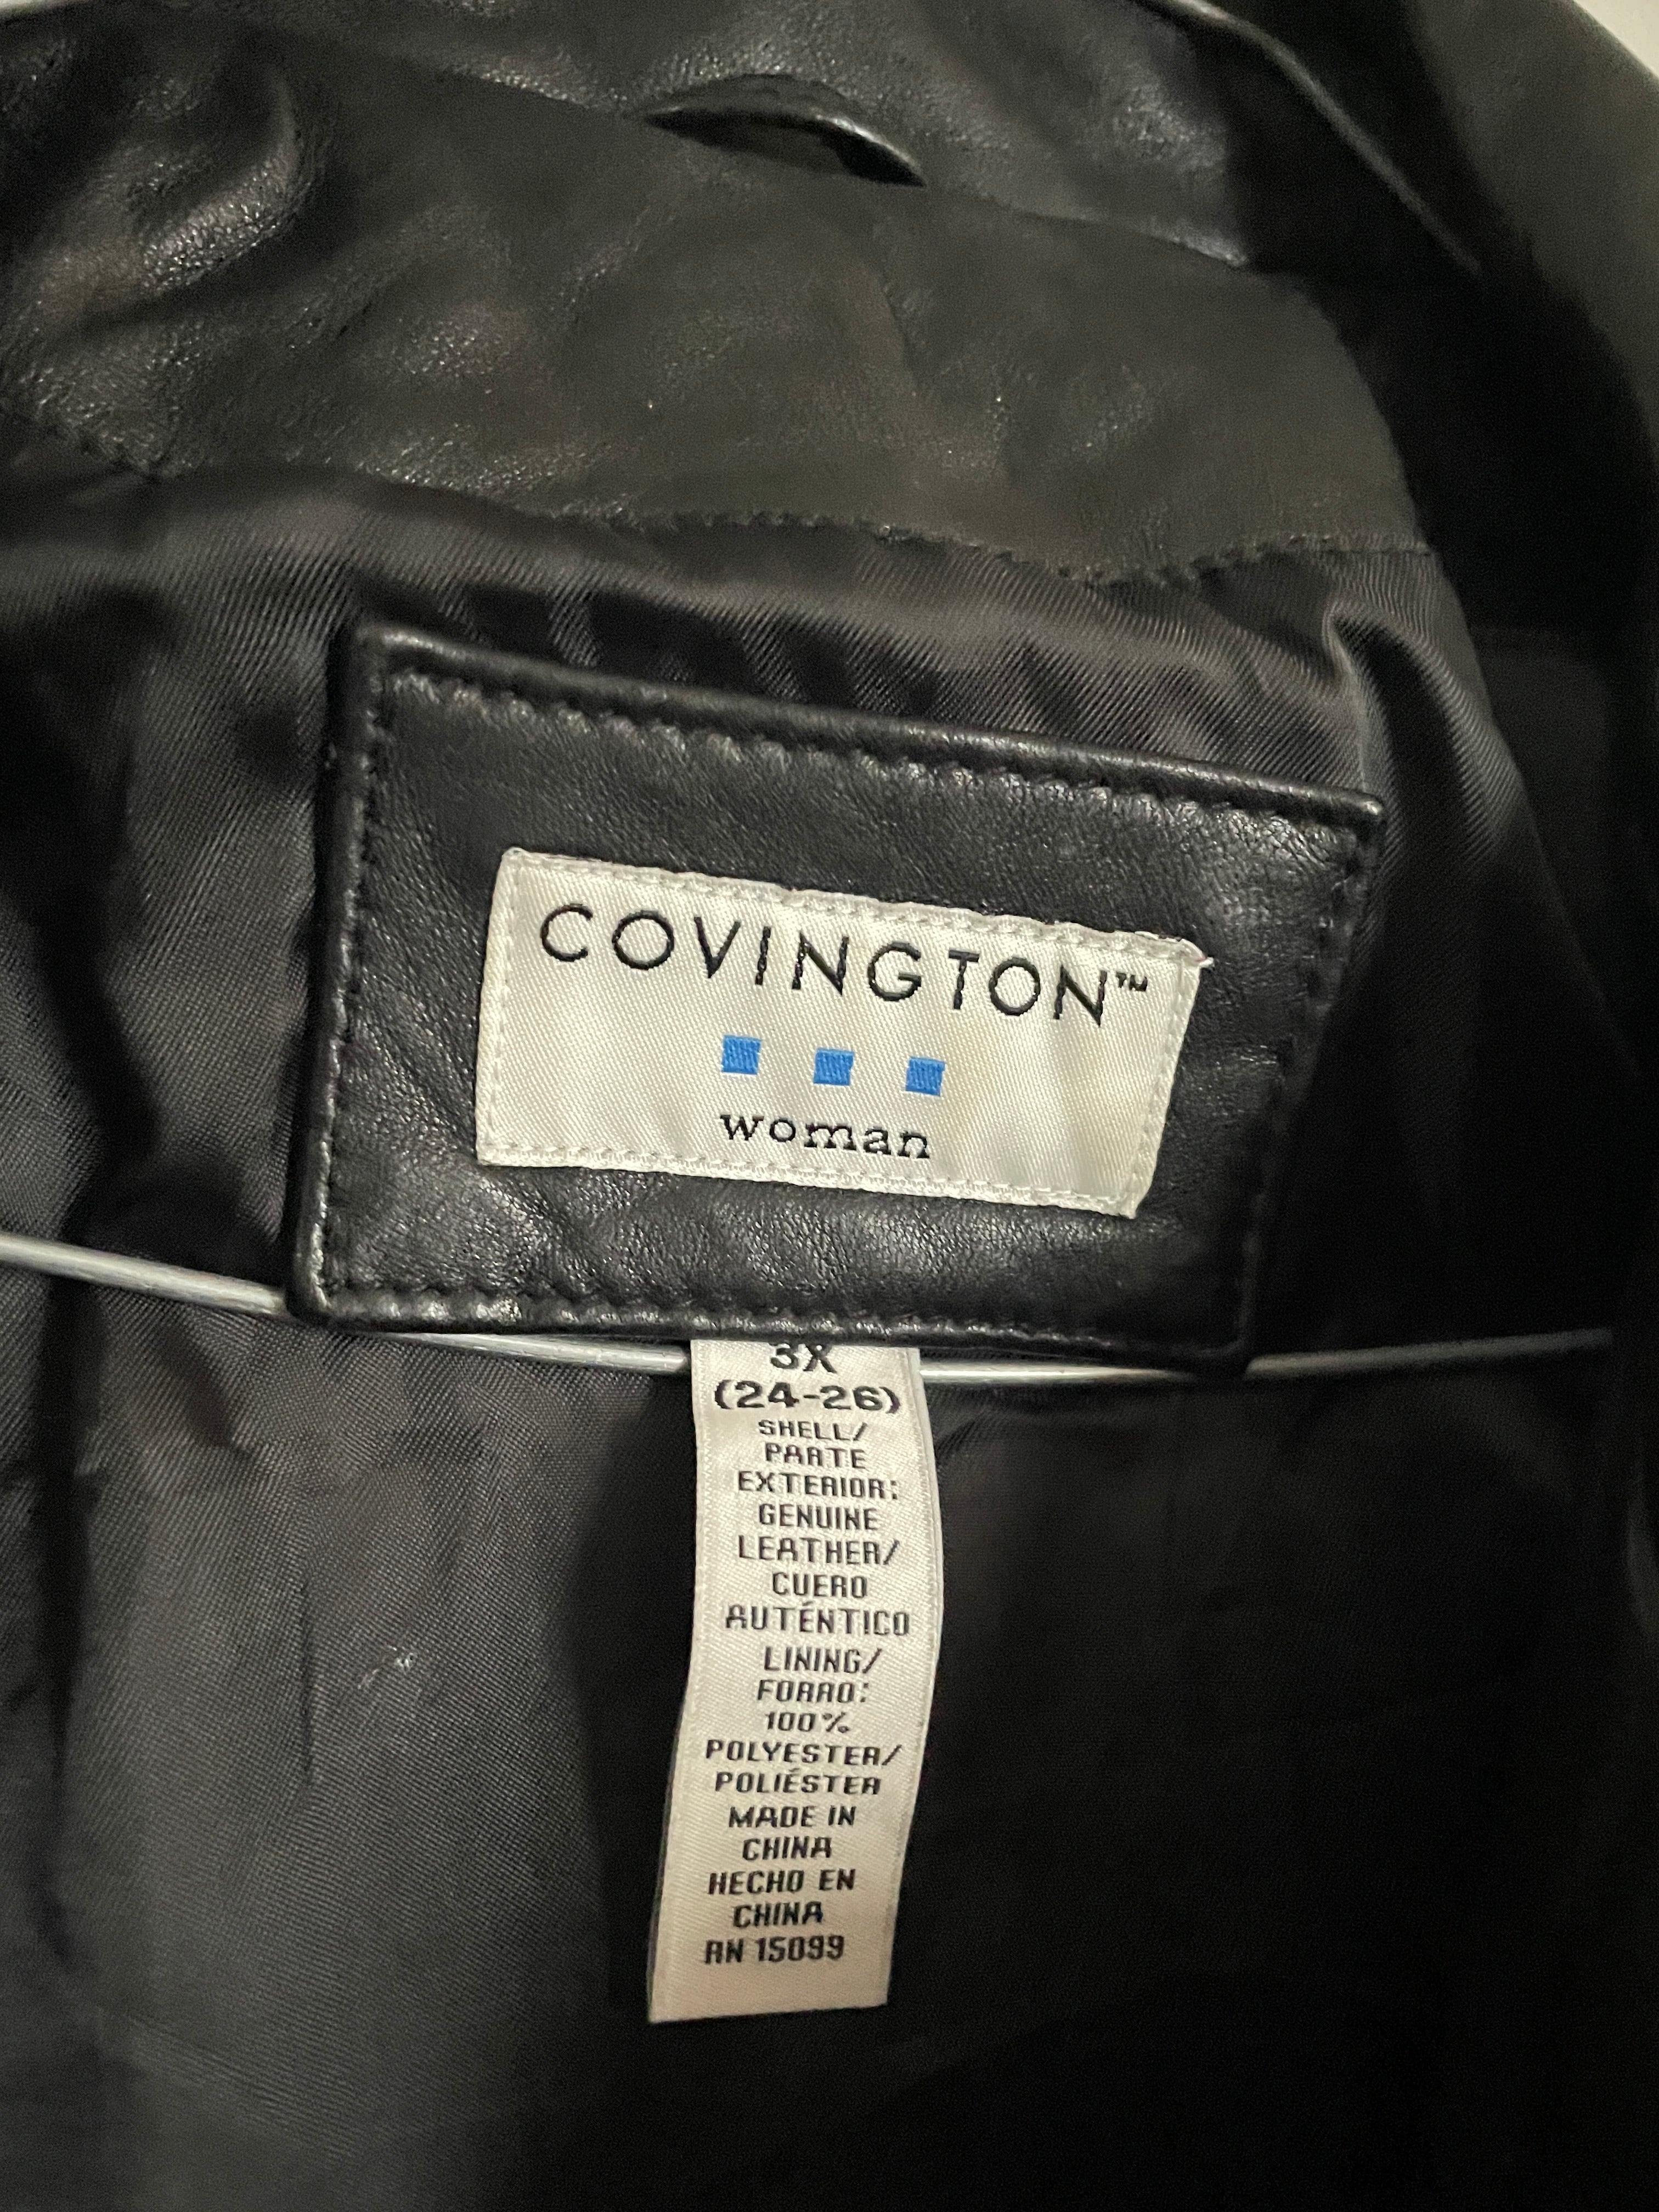 COVINGTON™
woman
3X
(24-26)
SHELL/
PARTE
EXTERIOR:
GENUINE
LEATHER/
CUERO
AUTÉNTICO
LINING/
FORRO:
100%
POLYESTER/
POLIÉSTER
MADE IN
CHINA
HECHO EN
CHINA
RN 15099